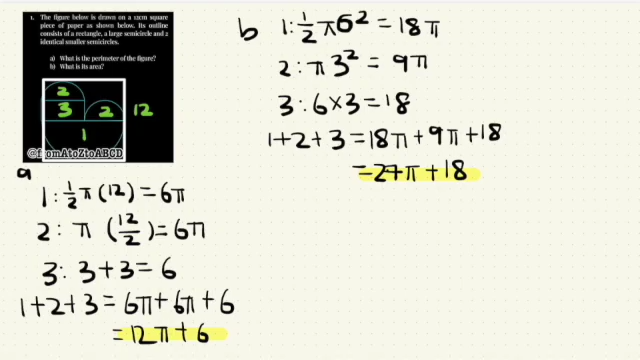 1. The figure below is drawn on a 12cm square
piece of paper as shown below. Its outline
consists of a rectangle, a large semicircle and 2
identical smaller semicircles.
a) What is the perimeter of the figure?
b) What is its area?
2
3 2 12
1
@fromAtoZtoABCD
a
1: 1/2 π (12) = 6π
2: π (12/2) = 6π
3: 3 + 3 = 6
1+2+3 = 6π + 6π + 6
= 12π + 6
b 1: 1/2 π 6² = 18π
2: π 3² = 9π
3: 6 × 3 = 18
1+2+3 = 18π + 9π + 18
= 27π + 18